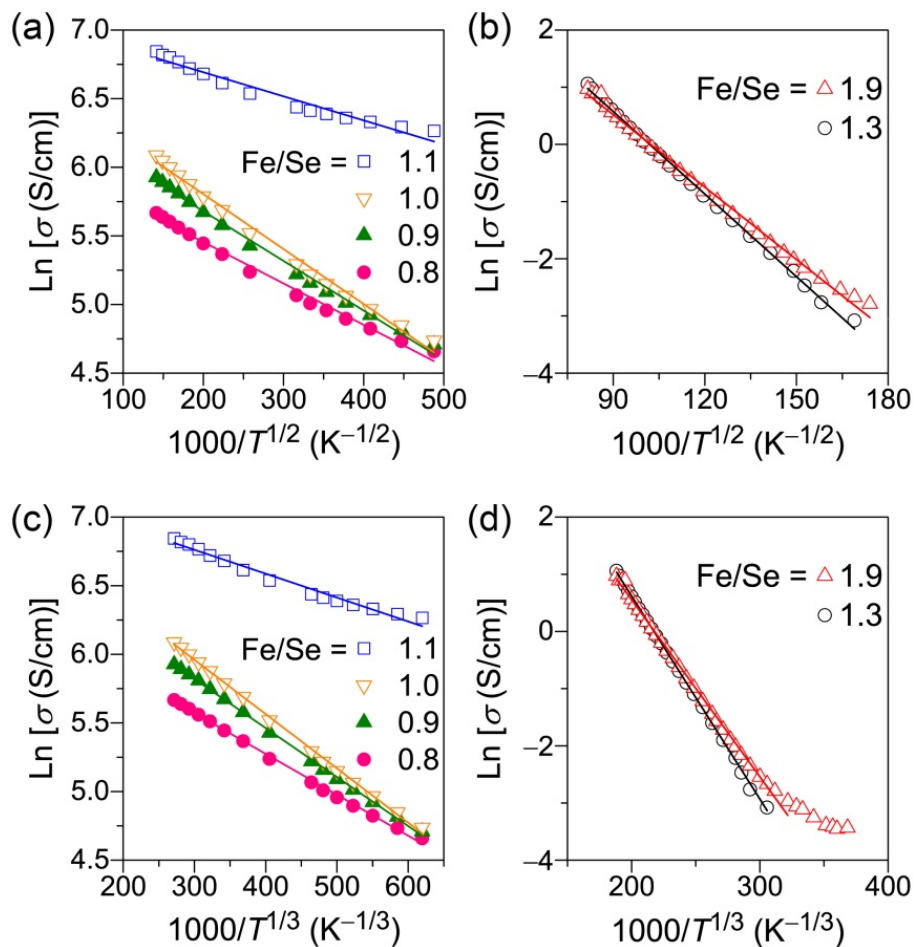 (a)
7.0
6.5
6.0
5.5
5.0
4.5
Ln [σ (S/cm)]
Fe/Se =
1.1
1.0
0.9
0.8
100 200 300 400 500
1000/T^1/2 (K^−1/2)
(b)
2
0
−2
−4
Ln [σ (S/cm)]
Fe/Se = 1.9
1.3
90 120 150 180
1000/T^1/2 (K^−1/2)
(c)
7.0
6.5
6.0
5.5
5.0
4.5
Ln [σ (S/cm)]
Fe/Se = 1.1
1.0
0.9
0.8
200 300 400 500 600
1000/T^1/3 (K^−1/3)
(d)
2
0
−2
−4
Ln [σ (S/cm)]
Fe/Se = 1.9
1.3
200 300 400
1000/T^1/3 (K^−1/3)